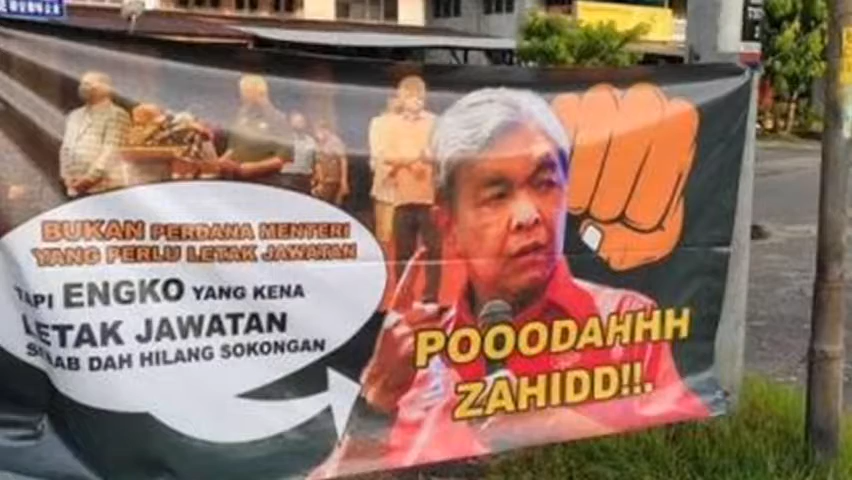 BUKAN PERDANA MENTERI
YANG PERLU LETAK JAWATAN
TAPI ENGKO YANG KENA
LETAK JAWATAN
SEBAB DAH HILANG SOKONGAN
POOODAHHH
ZAHIDD!!.